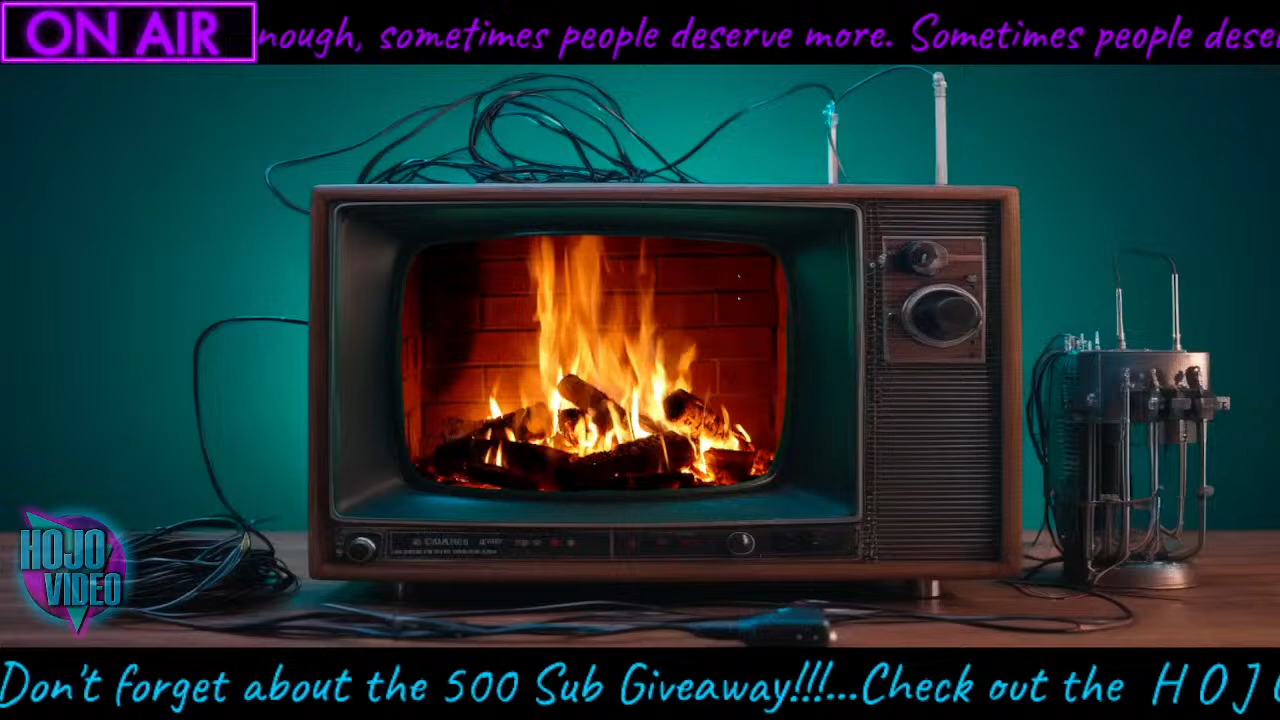 ON AIR
nough, sometimes people deserve more. Sometimes people dese
HOJO
VIDEO
Don't forget about the 500 Sub Giveaway!!!...Check out the H O J